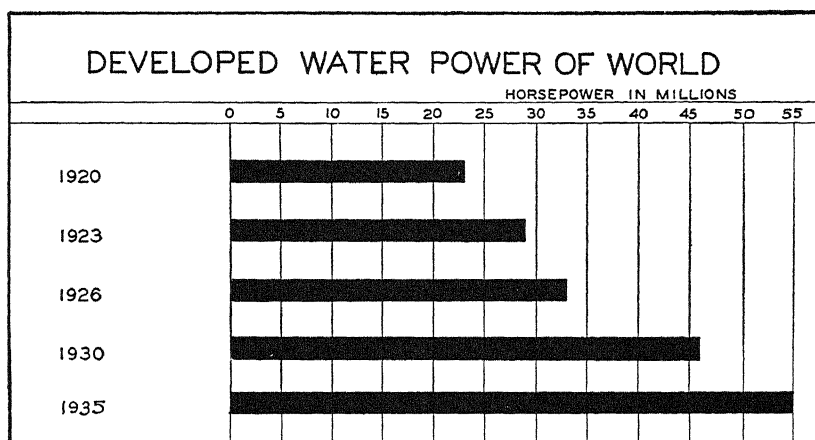 DEVELOPED WATER POWER OF WORLD
HORSEPOWER IN MILLIONS
0 5 10 15 20 25 30 35 40 45 50 55
1920
1923
1926
1930
1935